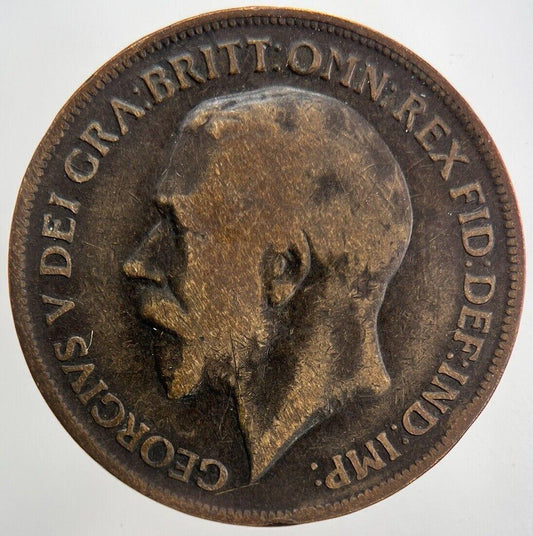 GEORGIVS V DEI GRA: BRITT: OMN: REX FID: DEF: IND: IMP: